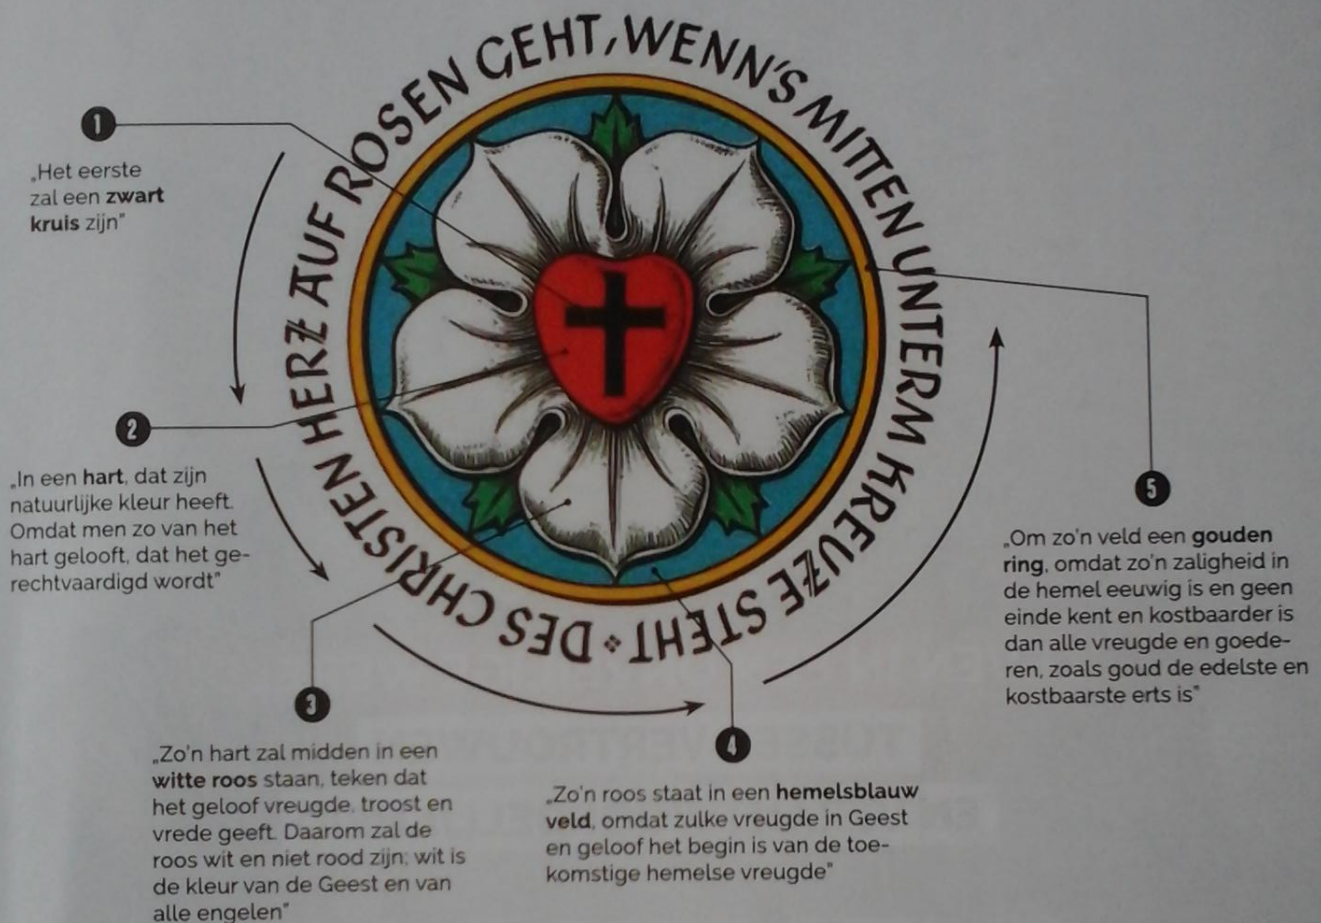 DES CHRISTEN HERZ AUF ROSEN GEHT, WENN'S MITTEN UNTERM KREUZE STEHT
1
„Het eerste
zal een zwart
kruis zijn"
2
„In een hart, dat zijn
natuurlijke kleur heeft.
Omdat men zo van het
hart gelooft, dat het ge-
rechtvaardigd wordt"
3
„Zo'n hart zal midden in een
witte roos staan, teken dat
het geloof vreugde, troost en
vrede geeft. Daarom zal de
roos wit en niet rood zijn; wit is
de kleur van de Geest en van
alle engelen"
4
„Zo'n roos staat in een hemelsblauw
veld, omdat zulke vreugde in Geest
en geloof het begin is van de toe-
komstige hemelse vreugde"
5
„Om zo'n veld een gouden
ring, omdat zo'n zaligheid in
de hemel eeuwig is en geen
einde kent en kostbaarder is
dan alle vreugde en goede-
ren, zoals goud de edelste en
kostbaarste erts is"